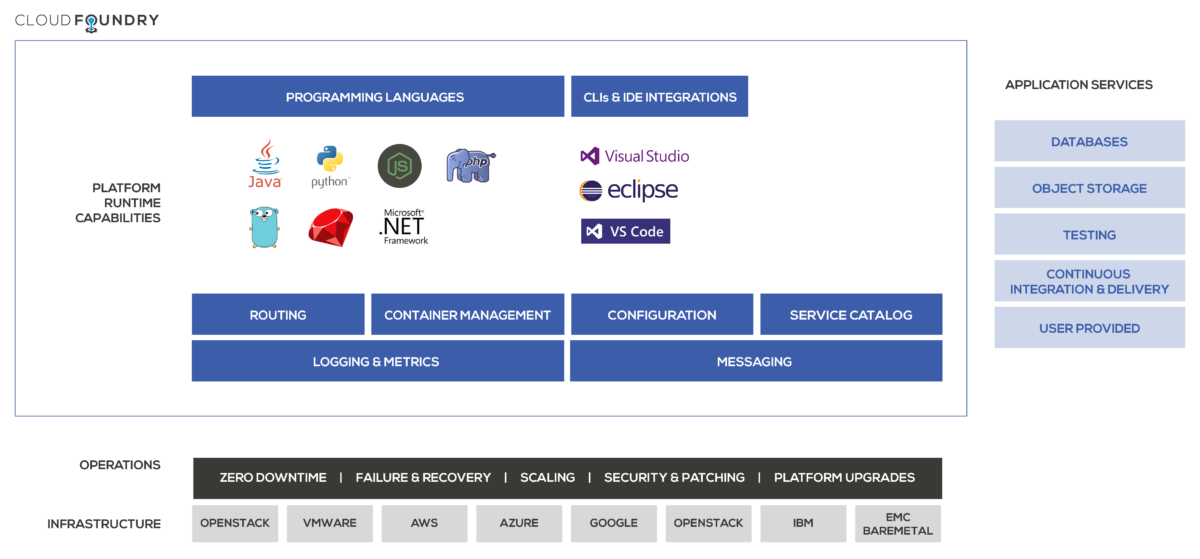 CLOUD FOUNDRY
PROGRAMMING LANGUAGES
CLIs & IDE INTEGRATIONS
APPLICATION SERVICES
PLATFORM
RUNTIME
CAPABILITIES
Java
python
JS
php
Microsoft®
.NET
Framework
Visual Studio
eclipse
VS Code
DATABASES
OBJECT STORAGE
TESTING
CONTINUOUS
INTEGRATION & DELIVERY
USER PROVIDED
ROUTING
CONTAINER MANAGEMENT
CONFIGURATION
SERVICE CATALOG
LOGGING & METRICS
MESSAGING
OPERATIONS
ZERO DOWNTIME | FAILURE & RECOVERY | SCALING | SECURITY & PATCHING | PLATFORM UPGRADES
INFRASTRUCTURE
OPENSTACK
VMWARE
AWS
AZURE
GOOGLE
OPENSTACK
IBM
EMC
BAREMETAL